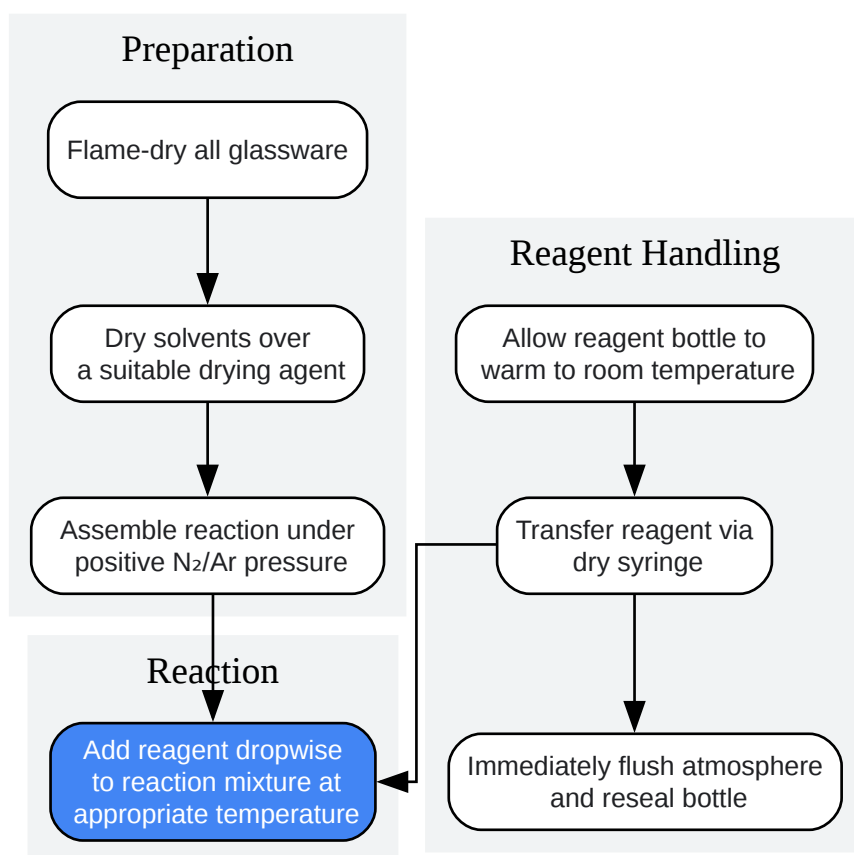 Preparation
Flame-dry all glassware
Dry solvents over
a suitable drying agent
Assemble reaction under
positive N₂/Ar pressure
Reagent Handling
Allow reagent bottle to
warm to room temperature
Transfer reagent via
dry syringe
Immediately flush atmosphere
and reseal bottle
Reaction
Add reagent dropwise
to reaction mixture at
appropriate temperature